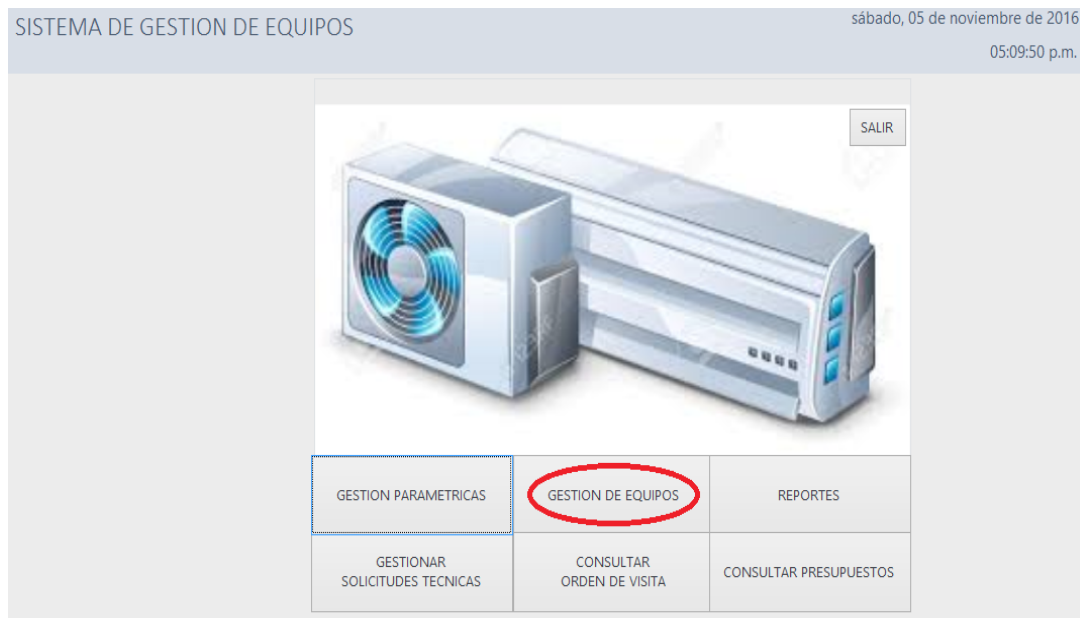 SISTEMA DE GESTION DE EQUIPOS
sábado, 05 de noviembre de 2016
05:09:50 p.m.
SALIR
GESTION PARAMETRICAS
GESTION DE EQUIPOS
REPORTES
GESTIONAR
SOLICITUDES TECNICAS
CONSULTAR
ORDEN DE VISITA
CONSULTAR PRESUPUESTOS